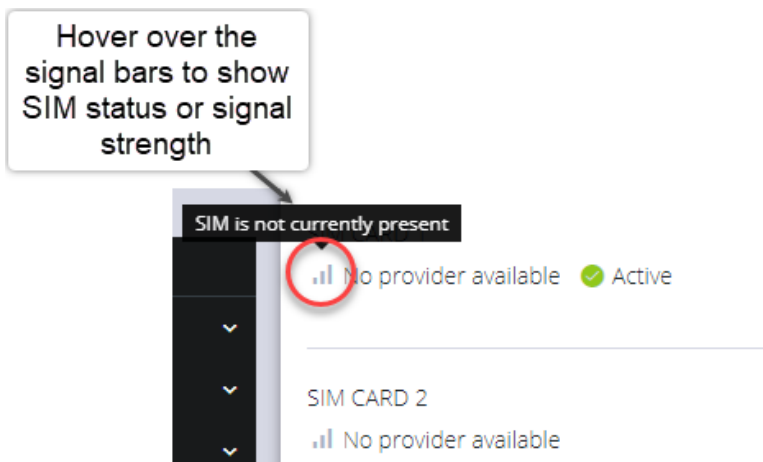 Hover over the
signal bars to show
SIM status or signal
strength
SIM is not currently present
No provider available Active
SIM CARD 2
No provider available